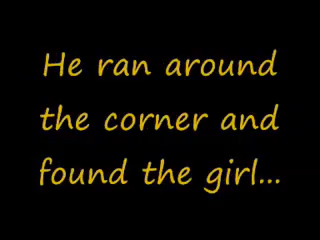 He ran around
the corner and
found the girl...